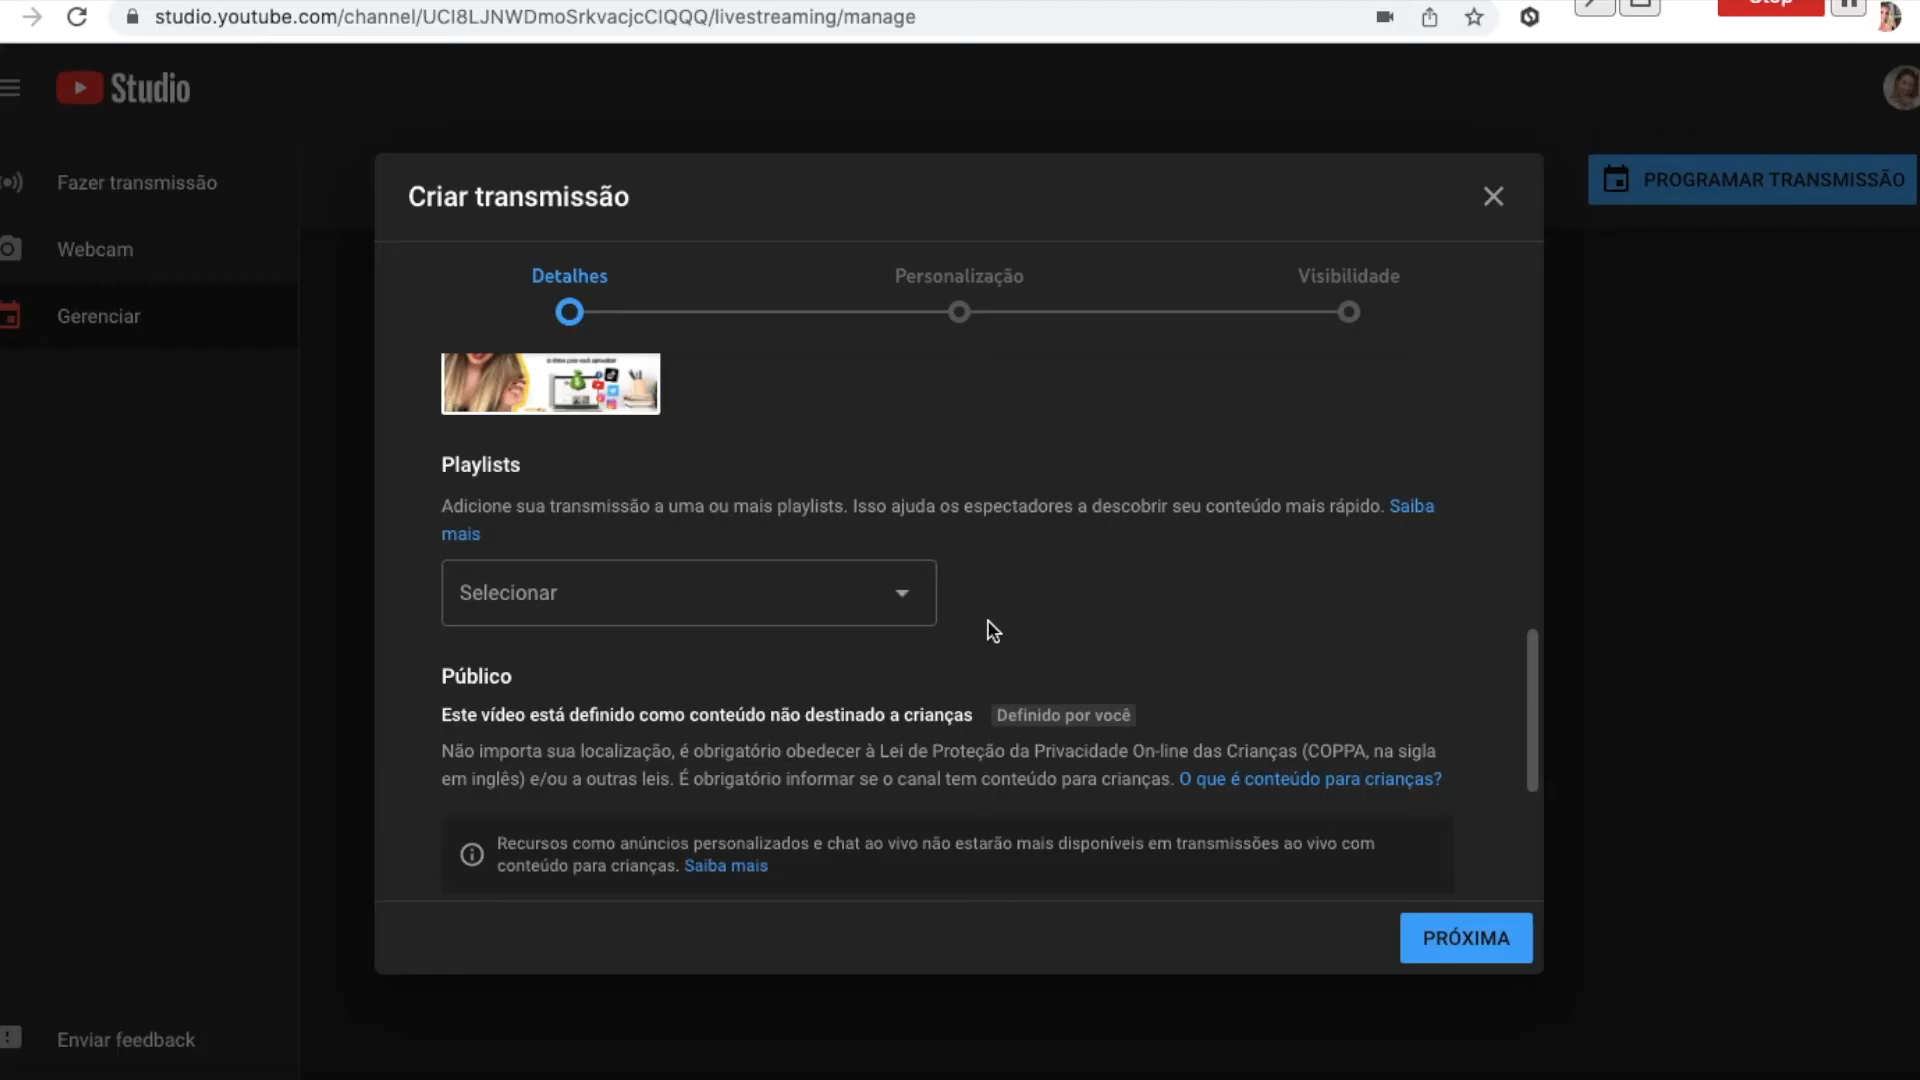 studio.youtube.com/channel/UCI8LJNWDmoSrkvacjcCIQQQ/livestreaming/manage
Stop
Studio
Fazer transmissão
Webcam
Gerenciar
PROGRAMAR TRANSMISSÃO
Criar transmissão
Detalhes
Personalização
Visibilidade
Playlists
Adicione sua transmissão a uma ou mais playlists. Isso ajuda os espectadores a descobrir seu conteúdo mais rápido. Saiba
mais
Selecionar
Público
Este vídeo está definido como conteúdo não destinado a crianças Definido por você
Não importa sua localização, é obrigatório obedecer à Lei de Proteção da Privacidade On-line das Crianças (COPPA, na sigla
em inglês) e/ou a outras leis. É obrigatório informar se o canal tem conteúdo para crianças. O que é conteúdo para crianças?
Recursos como anúncios personalizados e chat ao vivo não estarão mais disponíveis em transmissões ao vivo com
conteúdo para crianças. Saiba mais
PRÓXIMA
Enviar feedback